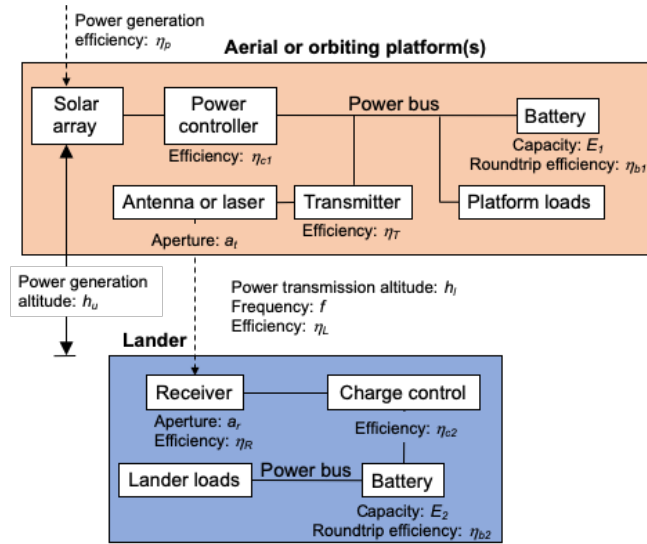 Power generation
efficiency: ηp
Aerial or orbiting platform(s)
Solar
array
Power
controller
Power bus
Battery
Efficiency: ηc1
Capacity: E1
Roundtrip efficiency: ηb1
Antenna or laser
Transmitter
Platform loads
Aperture: at
Efficiency: ηT
Power generation
altitude: hu
Power transmission altitude: hl
Frequency: f
Efficiency: ηL
Lander
Receiver
Charge control
Aperture: ar
Efficiency: ηR
Efficiency: ηc2
Lander loads
Power bus
Battery
Capacity: E2
Roundtrip efficiency: ηb2